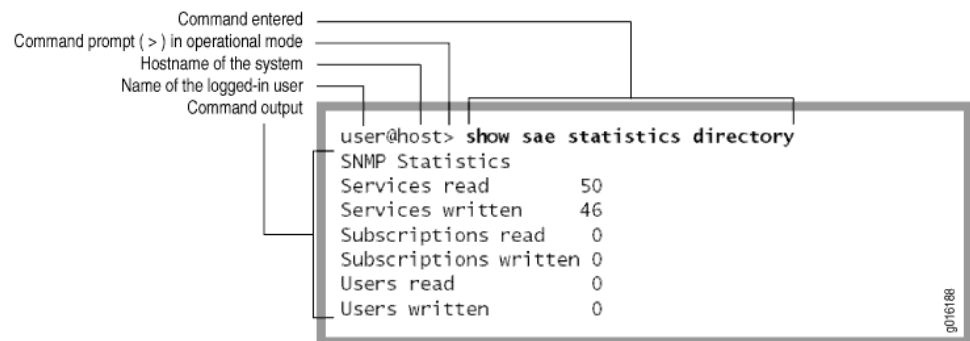 Command entered
Command prompt ( > ) in operational mode
Hostname of the system
Name of the logged-in user
Command output
user@host> show sae statistics directory
SNMP Statistics
Services read 50
Services written 46
Subscriptions read 0
Subscriptions written 0
Users read 0
Users written 0
g016188